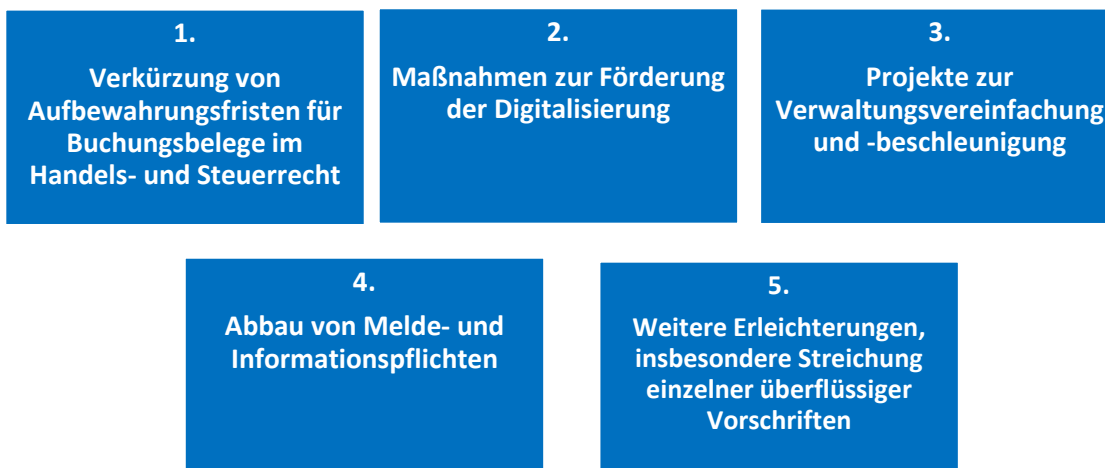 1.
Verkürzung von
Aufbewahrungsfristen für
Buchungsbelege im
Handels- und Steuerrecht
2.
Maßnahmen zur Förderung
der Digitalisierung
3.
Projekte zur
Verwaltungsvereinfachung
und -beschleunigung
4.
Abbau von Melde- und
Informationspflichten
5.
Weitere Erleichterungen,
insbesondere Streichung
einzelner überflüssiger
Vorschriften